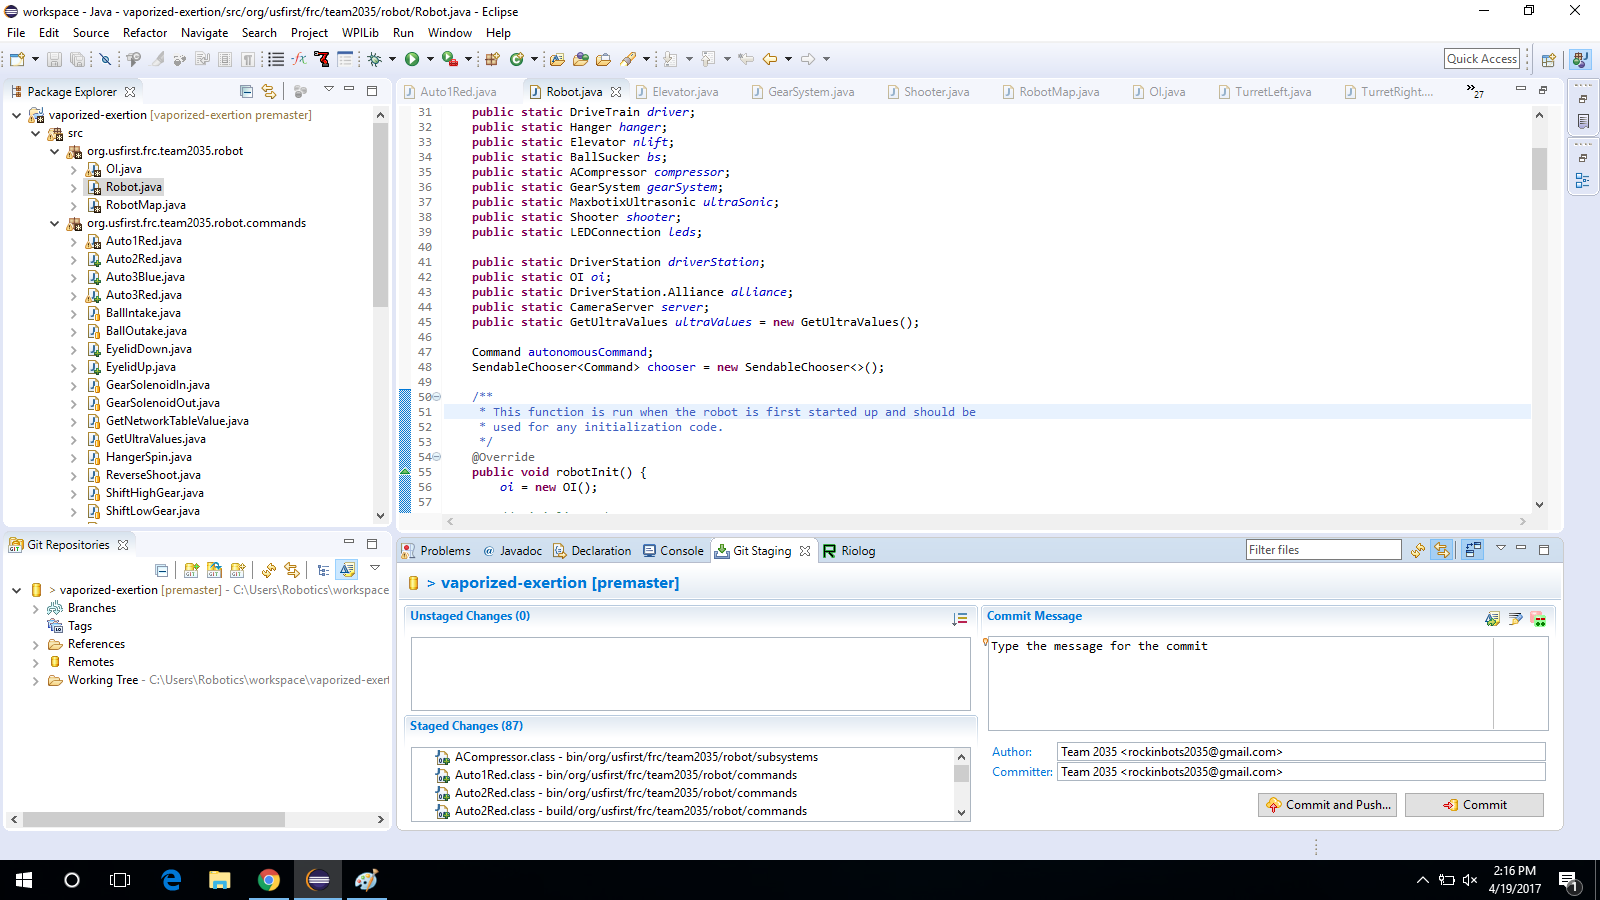 workspace - Java - vaporized-exertion/src/org/usfirst/frc/team2035/robot/Robot.java - Eclipse
File Edit Source Refactor Navigate Search Project WPILib Run Window Help
Quick Access
Package Explorer
vaporized-exertion [vaporized-exertion premaster]
src
org.usfirst.frc.team2035.robot
OI.java
Robot.java
RobotMap.java
org.usfirst.frc.team2035.robot.commands
Auto1Red.java
Auto2Red.java
Auto3Blue.java
Auto3Red.java
BallIntake.java
BallOutake.java
EyelidDown.java
EyelidUp.java
GearSolenoidIn.java
GearSolenoidOut.java
GetNetworkTableValue.java
GetUltraValues.java
HangerSpin.java
ReverseShoot.java
ShiftHighGear.java
ShiftLowGear.java
Auto1Red.java Robot.java Elevator.java GearSystem.java Shooter.java RobotMap.java OI.java TurretLeft.java TurretRight.... »27
31 public static DriveTrain driver;
32 public static Hanger hanger;
33 public static Elevator nlift;
34 public static BallSucker bs;
35 public static ACompressor compressor;
36 public static GearSystem gearSystem;
37 public static MaxbotixUltrasonic ultraSonic;
38 public static Shooter shooter;
39 public static LEDConnection leds;
40
41 public static DriverStation driverStation;
42 public static OI oi;
43 public static DriverStation.Alliance alliance;
44 public static CameraServer server;
45 public static GetUltraValues ultraValues = new GetUltraValues();
46
47 Command autonomousCommand;
48 SendableChooser<Command> chooser = new SendableChooser<>();
49
50 /**
51 * This function is run when the robot is first started up and should be
52 * used for any initialization code.
53 */
54 @Override
55 public void robotInit() {
56 oi = new OI();
57
Git Repositories
> vaporized-exertion [premaster] - C:\Users\Robotics\workspace
Branches
Tags
References
Remotes
Working Tree - C:\Users\Robotics\workspace\vaporized-exert
Problems @ Javadoc Declaration Console Git Staging Riolog
Filter files
> vaporized-exertion [premaster]
Unstaged Changes (0)
Staged Changes (87)
ACompressor.class - bin/org/usfirst/frc/team2035/robot/subsystems
Auto1Red.class - bin/org/usfirst/frc/team2035/robot/commands
Auto2Red.class - bin/org/usfirst/frc/team2035/robot/commands
Auto2Red.class - build/org/usfirst/frc/team2035/robot/commands
Commit Message
Type the message for the commit
Author: Team 2035 <rockinbots2035@gmail.com>
Committer: Team 2035 <rockinbots2035@gmail.com>
Commit and Push... Commit
2:16 PM
4/19/2017
1